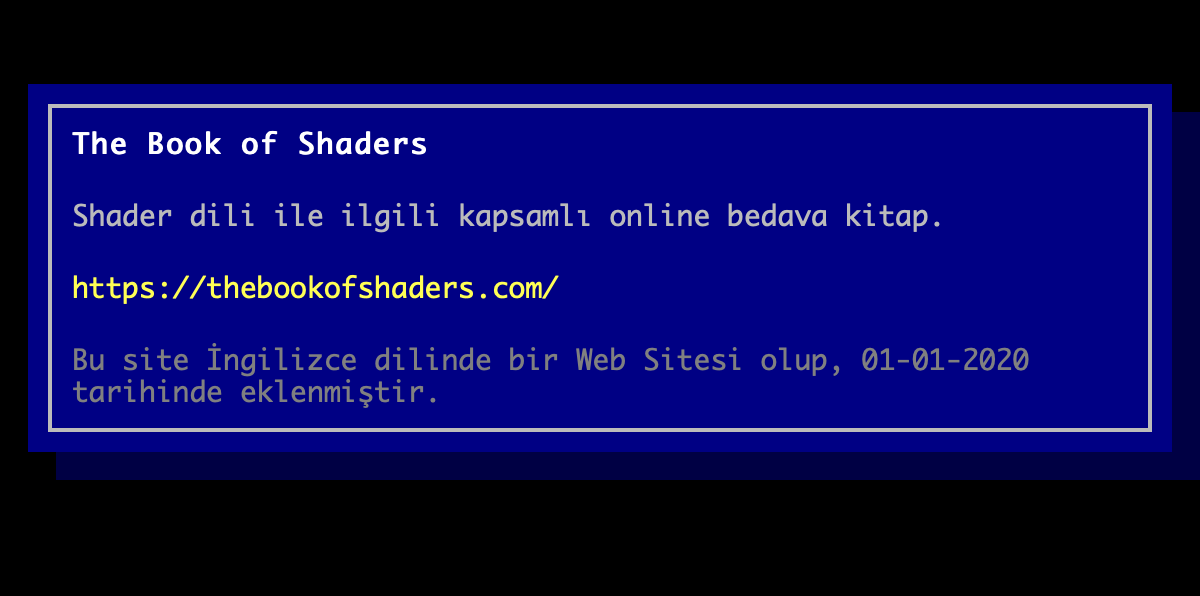 The Book of Shaders
Shader dili ile ilgili kapsamlı online bedava kitap.
https://thebookofshaders.com/
Bu site İngilizce dilinde bir Web Sitesi olup, 01-01-2020
tarihinde eklenmiştir.